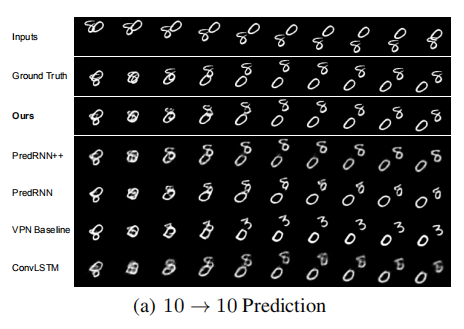 Inputs
Ground Truth
Ours
PredRNN++
PredRNN
VPN Baseline
ConvLSTM
(a) 10 → 10 Prediction